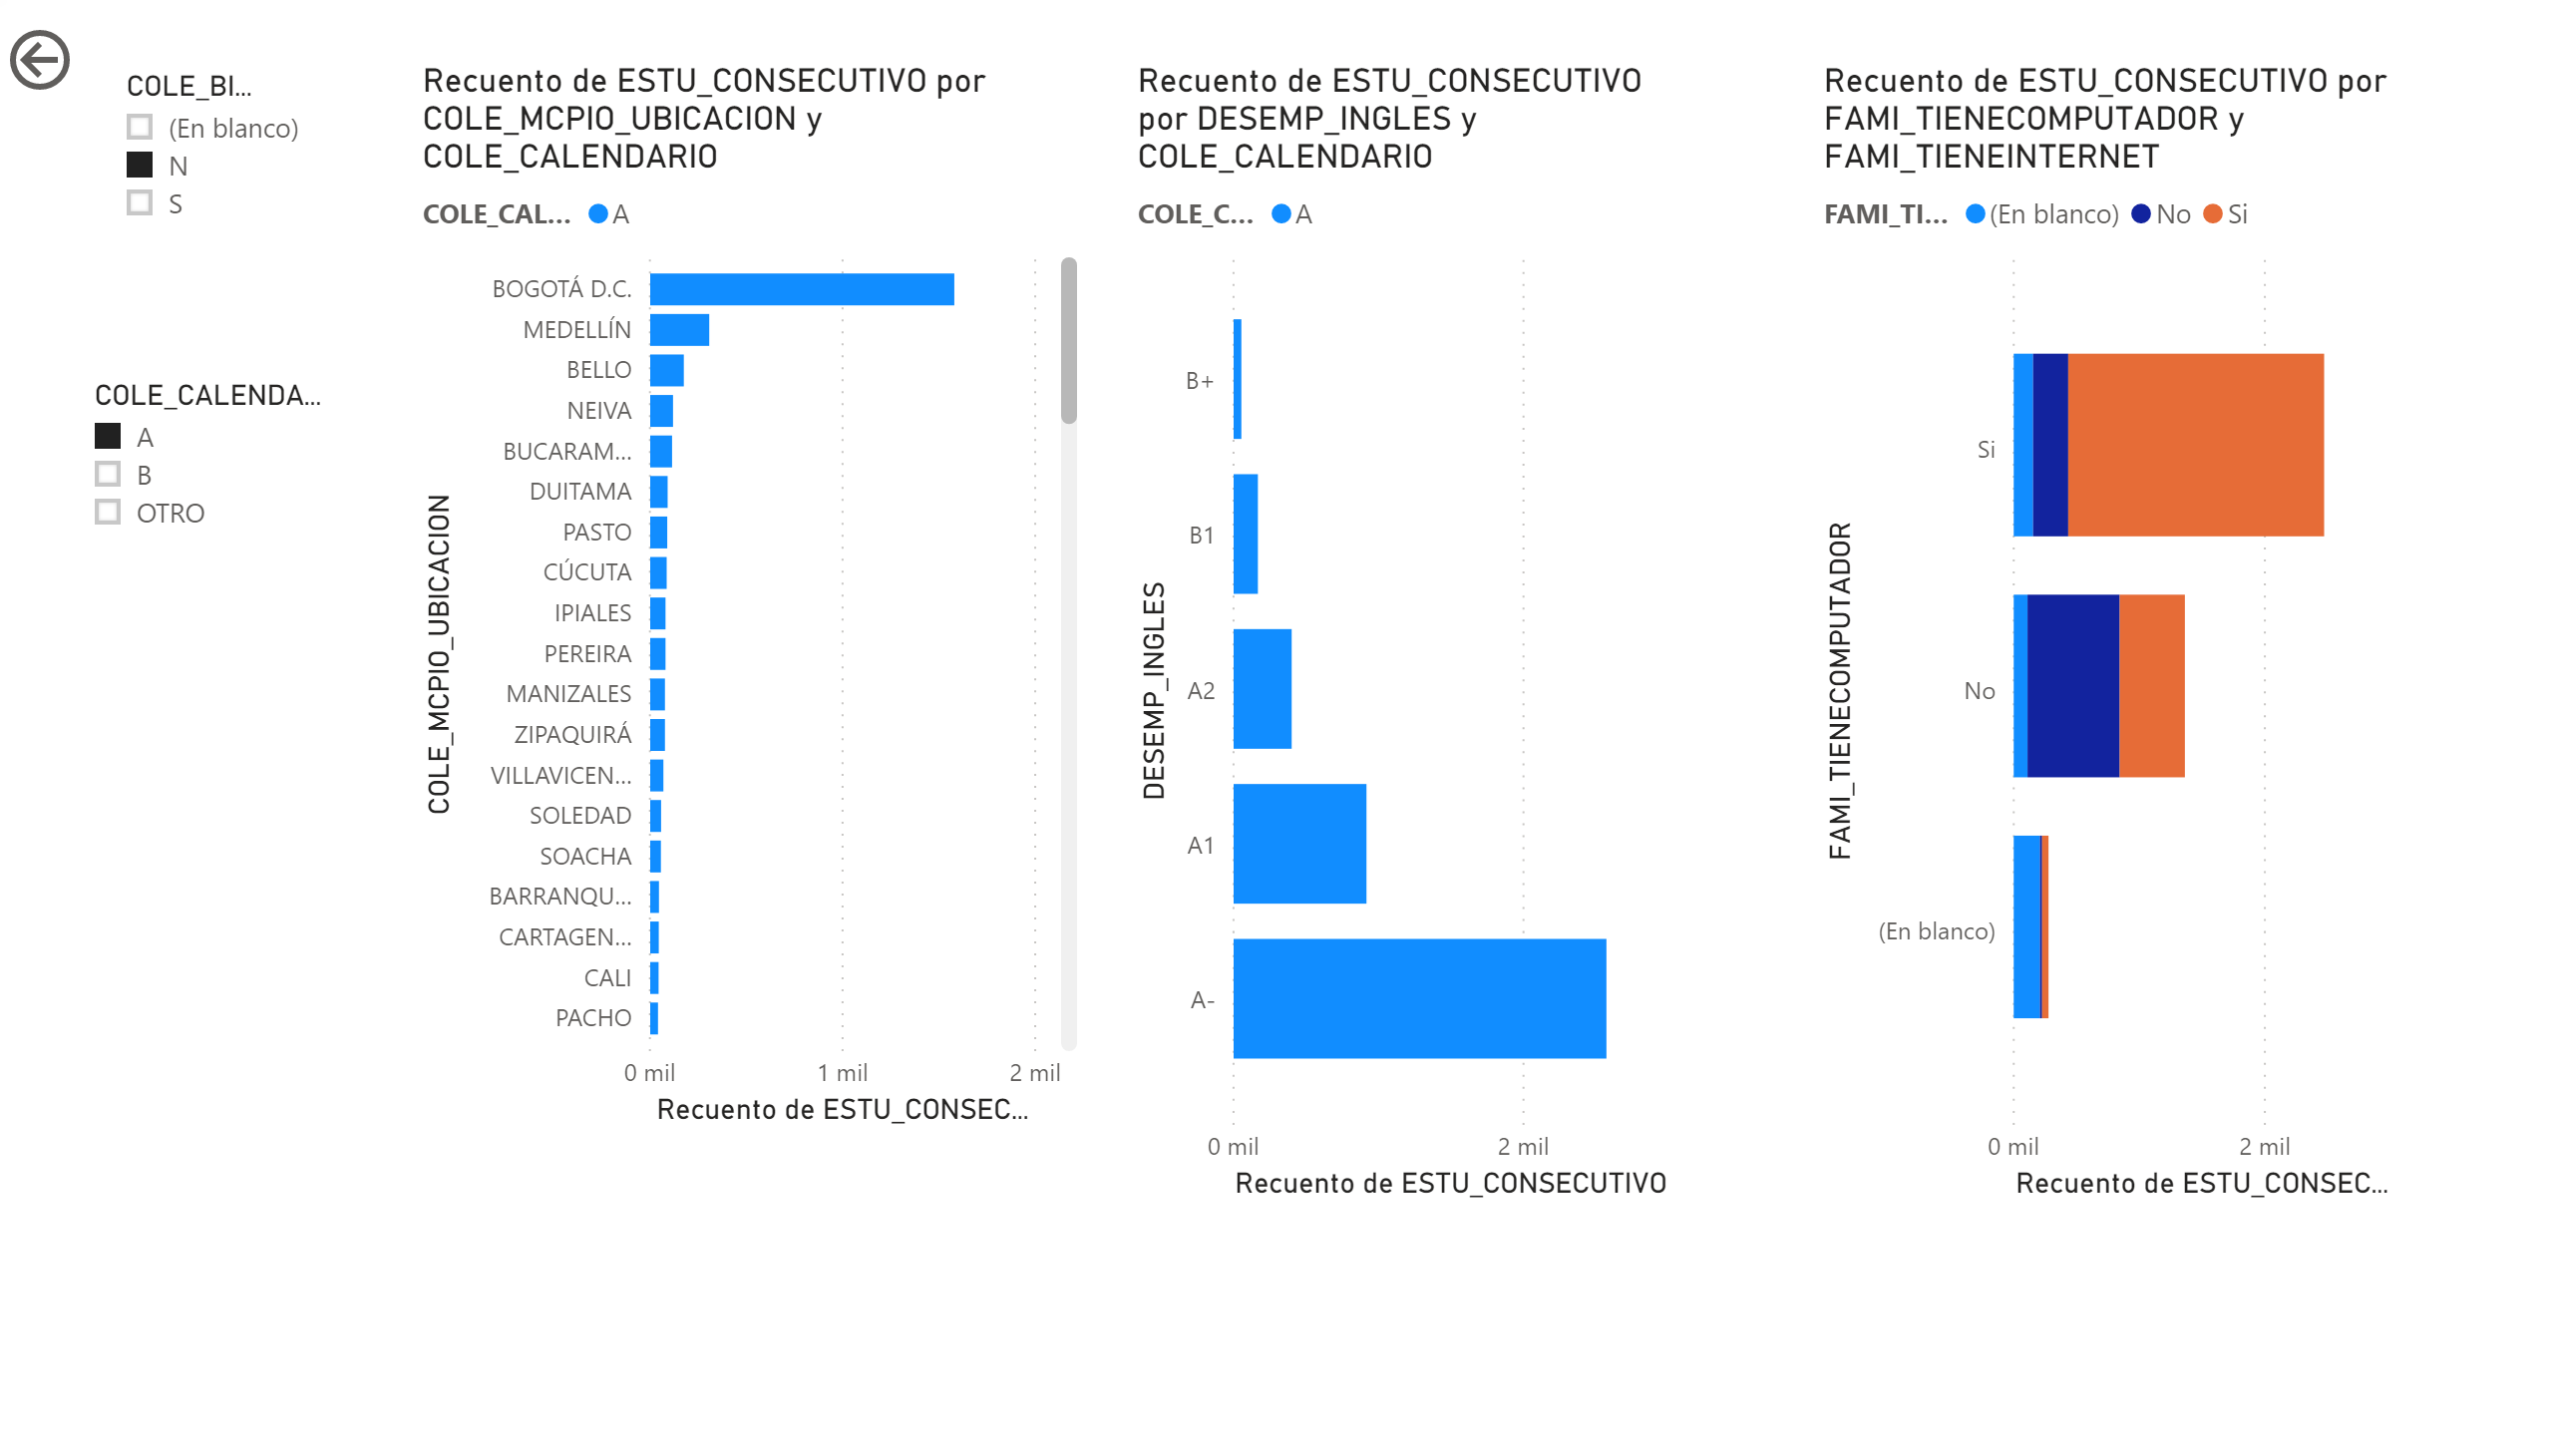 COLE_BI...
(En blanco)
N
S
COLE_CALENDA...
A
B
OTRO
Recuento de ESTU_CONSECUTIVO por
COLE_MCPIO_UBICACION y
COLE_CALENDARIO
COLE_CAL... A
COLE_MCPIO_UBICACION
BOGOTÁ D.C.
MEDELLÍN
BELLO
NEIVA
BUCARAM...
DUITAMA
PASTO
CÚCUTA
IPIALES
PEREIRA
MANIZALES
ZIPAQUIRÁ
VILLAVICEN...
SOLEDAD
SOACHA
BARRANQU...
CARTAGEN...
CALI
PACHO
0 mil 1 mil 2 mil
Recuento de ESTU_CONSEC...
Recuento de ESTU_CONSECUTIVO
por DESEMP_INGLES y
COLE_CALENDARIO
COLE_C... A
DESEMP_INGLES
B+
B1
A2
A1
A-
0 mil 2 mil
Recuento de ESTU_CONSECUTIVO
Recuento de ESTU_CONSECUTIVO por
FAMI_TIENECOMPUTADOR y
FAMI_TIENEINTERNET
FAMI_TI... (En blanco) No Si
FAMI_TIENECOMPUTADOR
Si
No
(En blanco)
0 mil 2 mil
Recuento de ESTU_CONSEC...